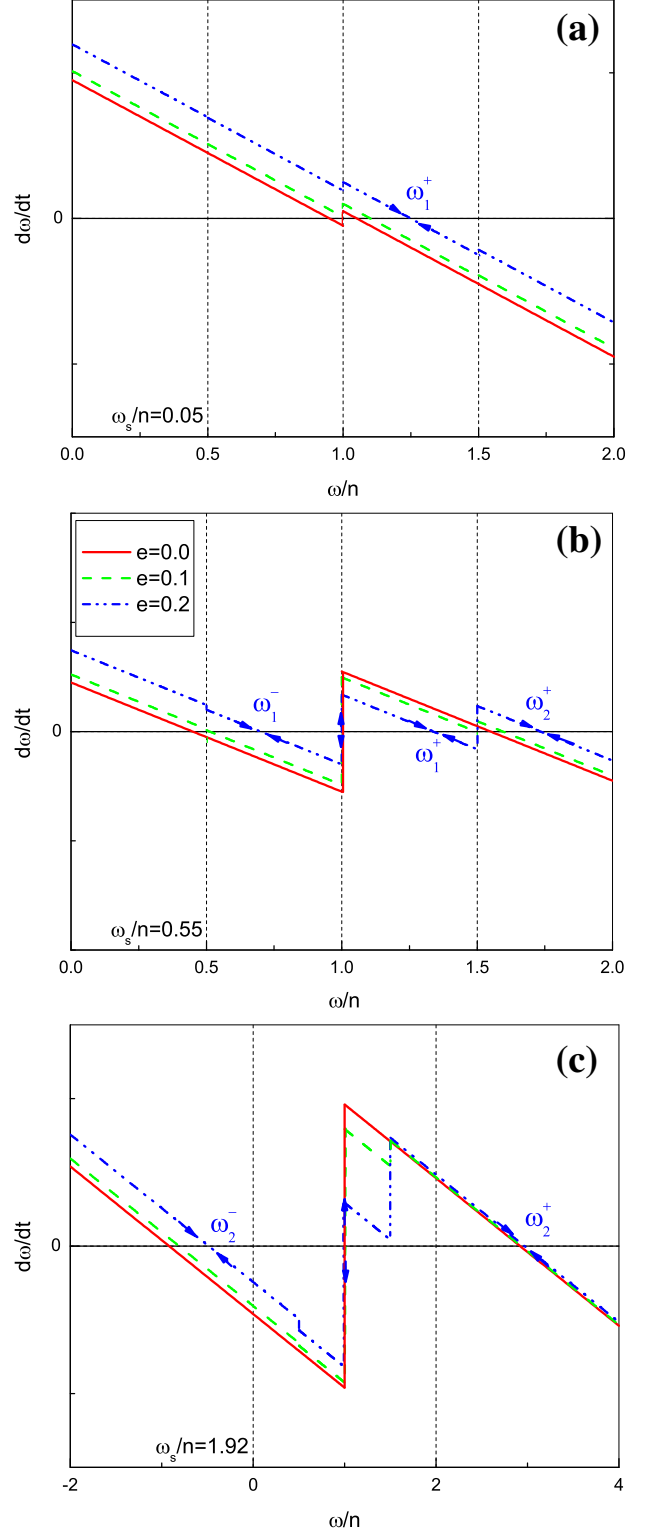 (a)
dω/dt
0
ω₁⁺
ωₛ/n=0.05
0.0 0.5 1.0 1.5 2.0
ω/n
(b)
e=0.0
e=0.1
e=0.2
dω/dt
0
ω₁⁻
ω₂⁺
ω₁⁺
ωₛ/n=0.55
0.0 0.5 1.0 1.5 2.0
ω/n
(c)
dω/dt
0
ω₂⁻
ω₂⁺
ωₛ/n=1.92
-2 0 2 4
ω/n